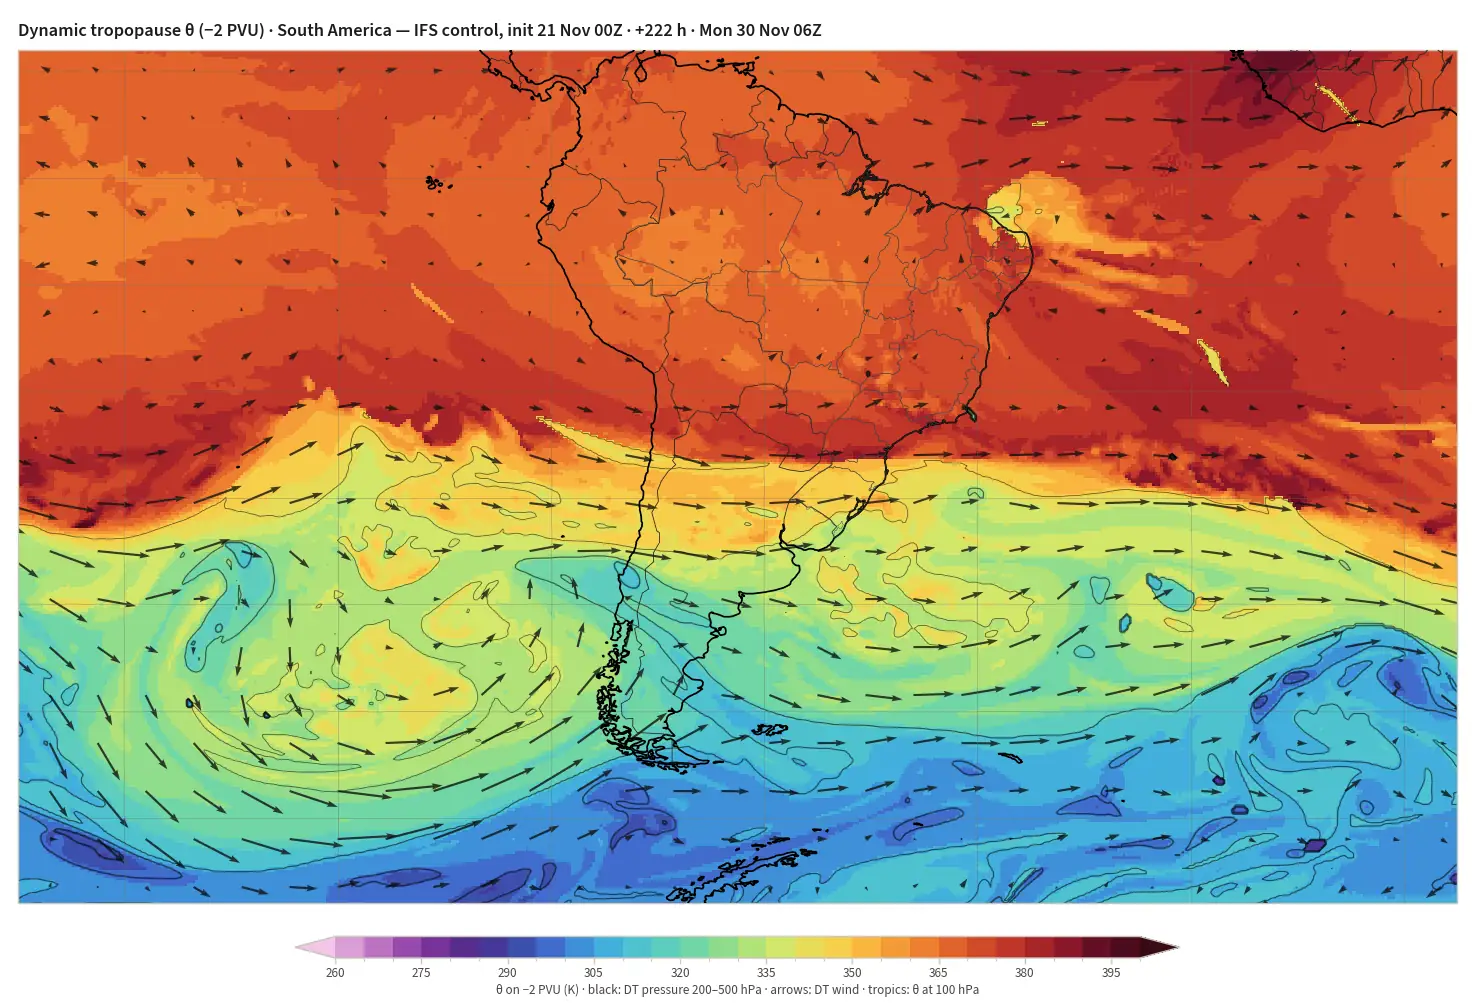 Dynamic tropopause θ (−2 PVU) · South America — IFS control, init 21 Nov 00Z · +222 h · Mon 30 Nov 06Z
260 275 290 305 320 335 350 365 380 395
θ on −2 PVU (K) · black: DT pressure 200–500 hPa · arrows: DT wind · tropics: θ at 100 hPa